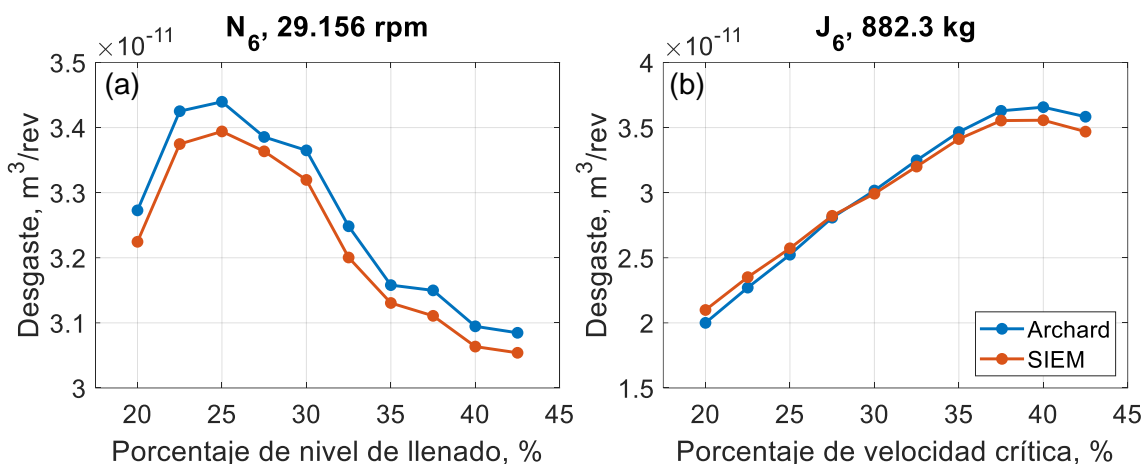 N₆, 29.156 rpm
×10⁻¹¹
(a)
Desgaste, m³/rev
3.5
3.4
3.3
3.2
3.1
3
20 25 30 35 40 45
Porcentaje de nivel de llenado, %
J₆, 882.3 kg
×10⁻¹¹
(b)
Desgaste, m³/rev
4
3.5
3
2.5
2
1.5
20 25 30 35 40 45
Porcentaje de velocidad crítica, %
Archard
SIEM